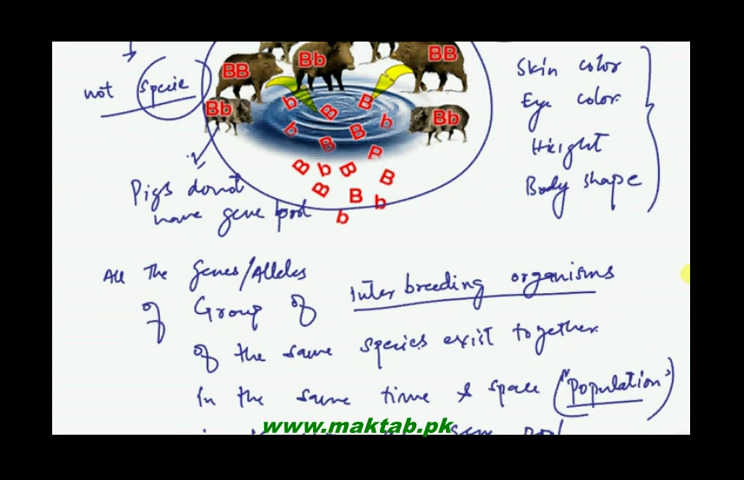 BB
Bb
BB
not Specie
Bb
b
B
B
b
Bb
b
B
B
B
b
B
B
B
B
B
b
b
Pigs donot
have gene pool
Skin color
Eye color
Height
Body shape
All The Genes/Alleles
of Group of Inter breeding organisms
of the same species exist together
In the same time & space ("Population")
www.maktab.pk